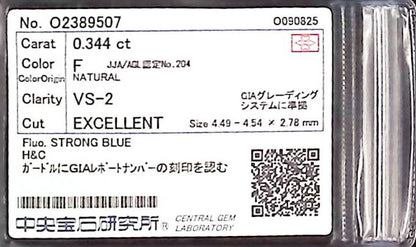 No. O2389507 O090825
Carat 0.344 ct
Color F JJA/AGL認定No.204
ColorOrigin NATURAL
Clarity VS-2 GIAグレーディングシステムに準拠
Cut EXCELLENT Size 4.49 - 4.54 × 2.78 mm
Fluo. STRONG BLUE
H&C
ガードルにGIAレポートナンバーの刻印を認む
中央宝石研究所® CENTRAL GEM LABORATORY